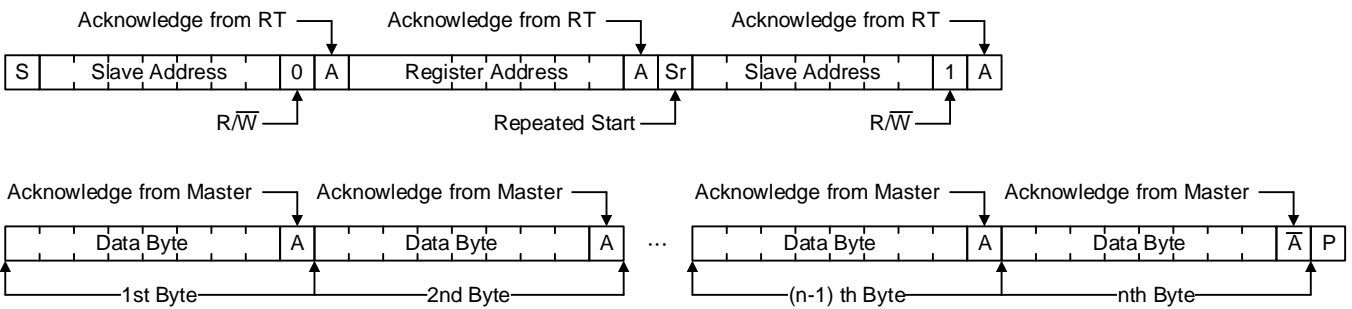 Acknowledge from RT Acknowledge from RT Acknowledge from RT
S Slave Address 0 A Register Address A Sr Slave Address 1 A
R/W̅ Repeated Start R/W̅
Acknowledge from Master Acknowledge from Master Acknowledge from Master Acknowledge from Master
Data Byte A Data Byte A ... Data Byte A Data Byte A̅ P
1st Byte 2nd Byte (n-1) th Byte nth Byte